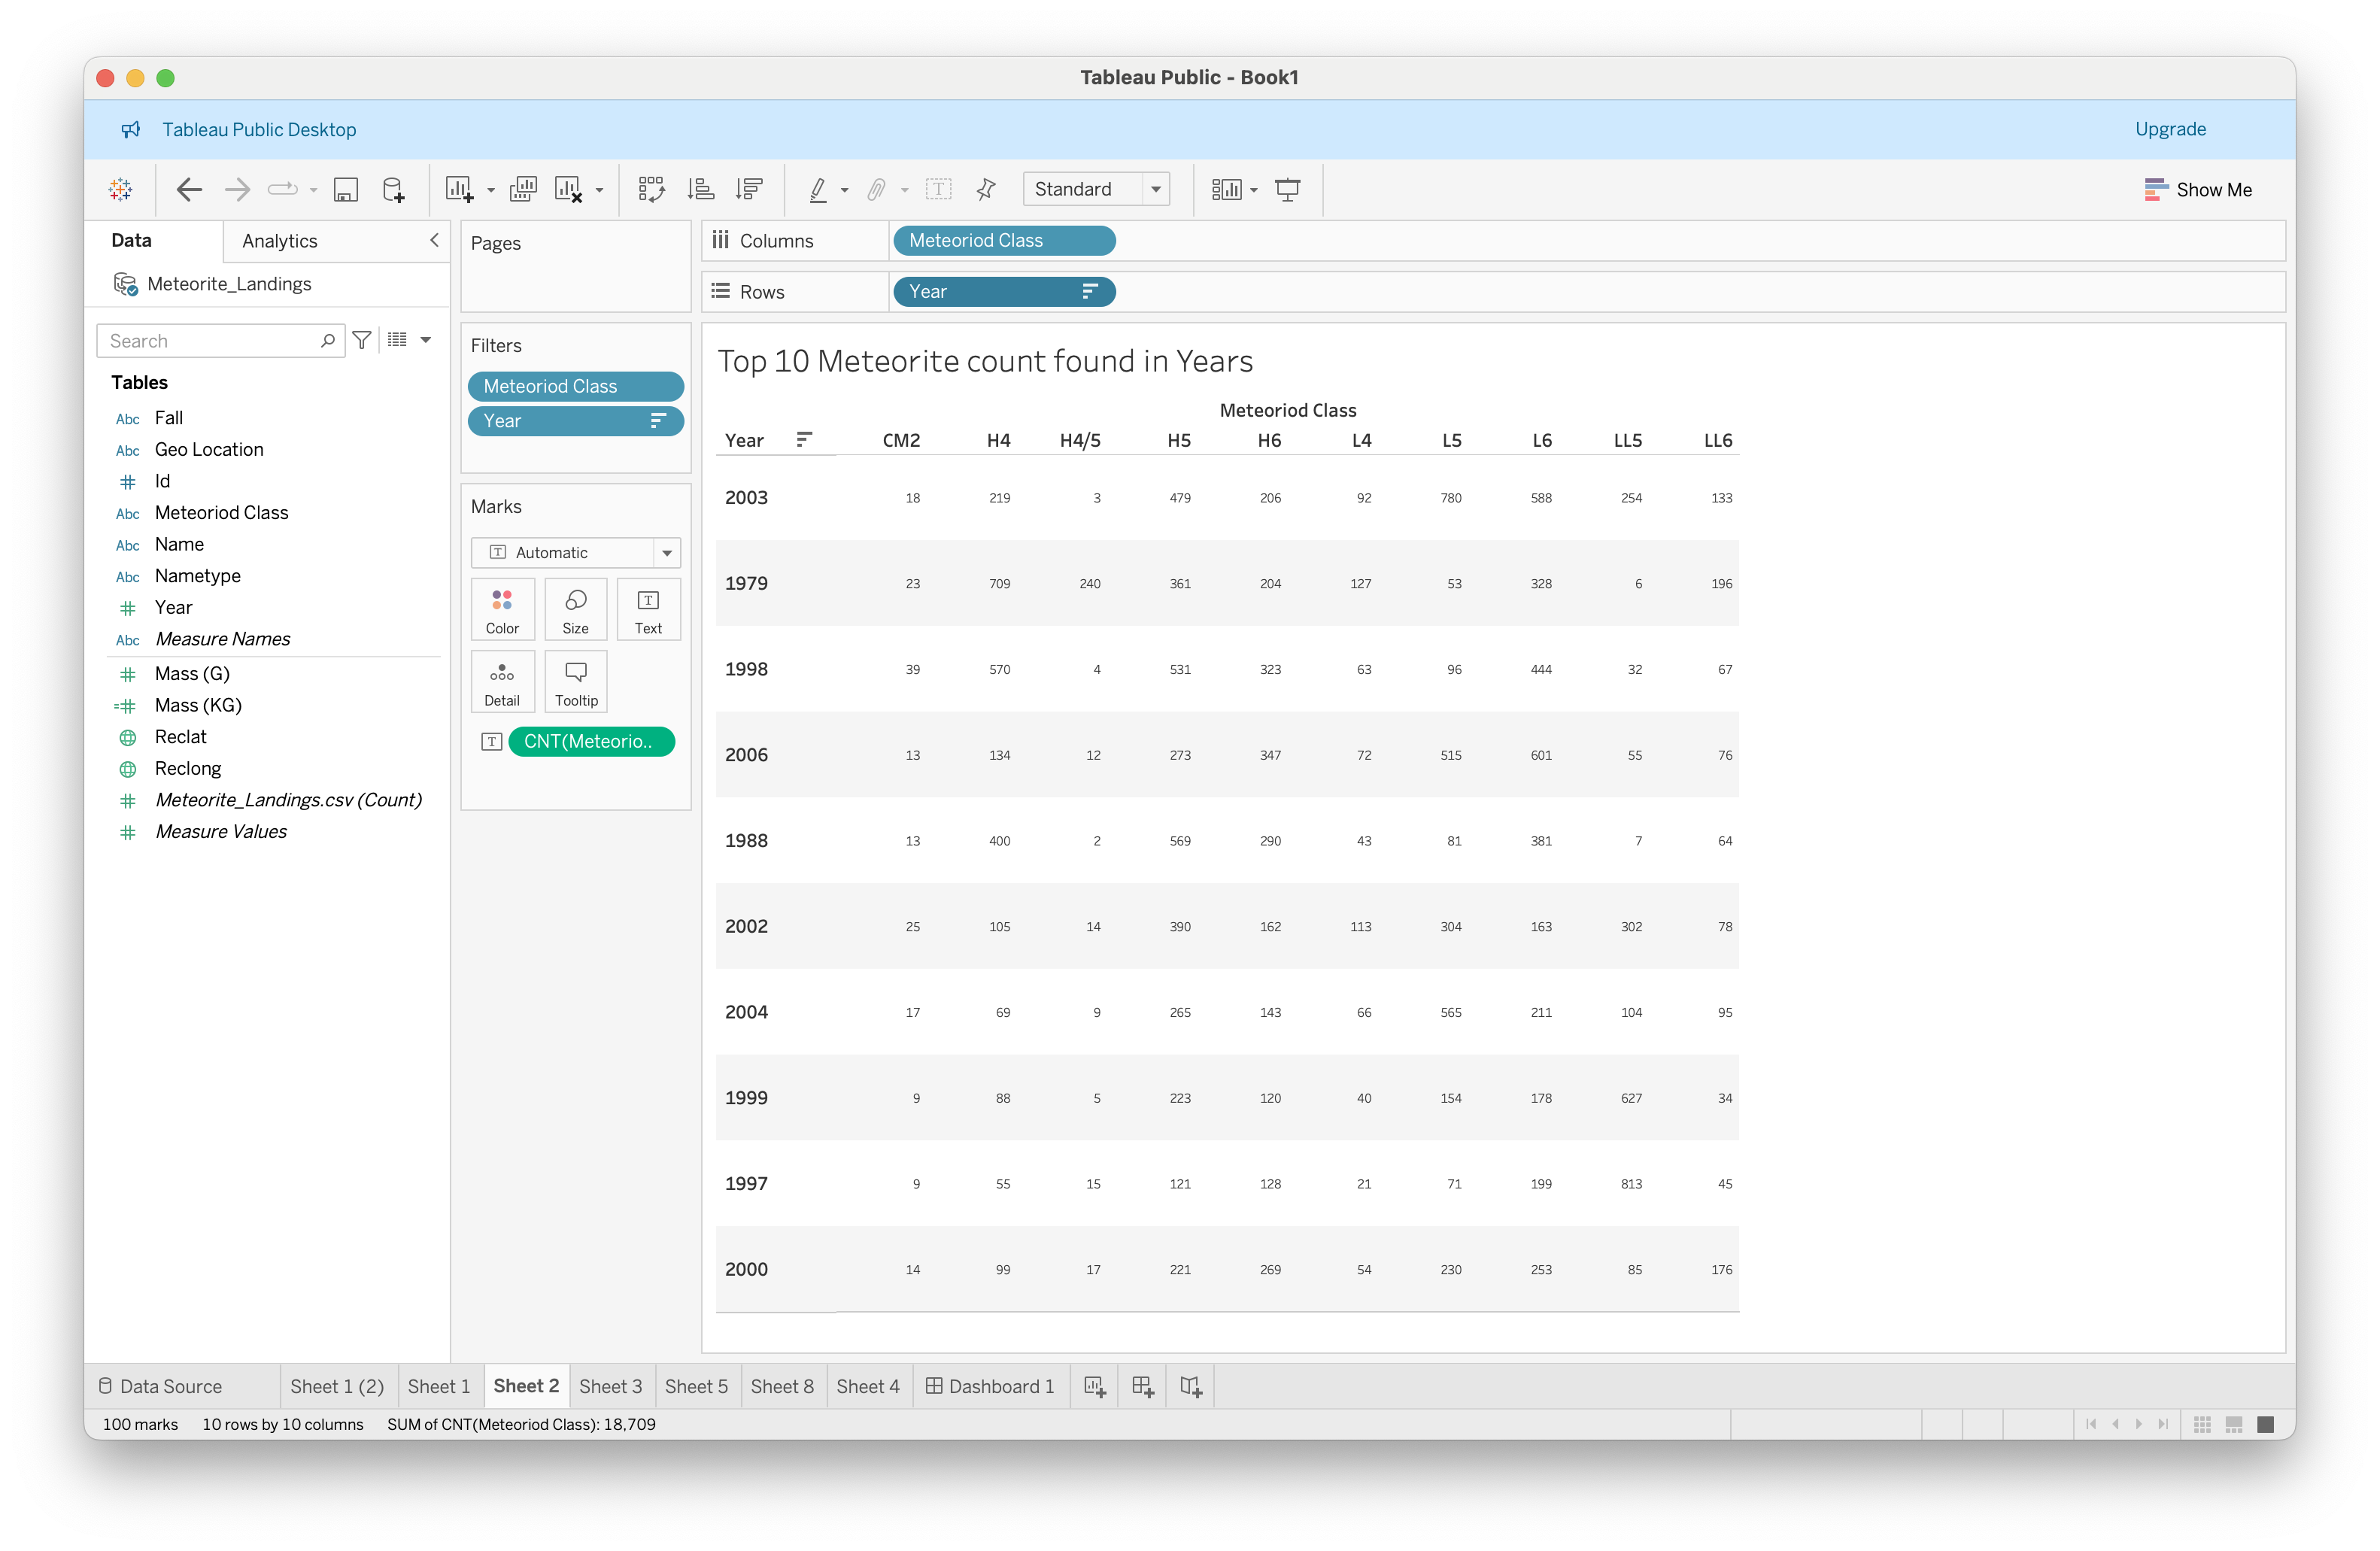 Tableau Public - Book1
Tableau Public Desktop
Upgrade
Standard
Show Me
Data
Analytics
Meteorite_Landings
Search
Tables
Abc Fall
Abc Geo Location
Id
Abc Meteoriod Class
Abc Name
Abc Nametype
Year
Abc Measure Names
Mass (G)
Mass (KG)
Reclat
Reclong
Meteorite_Landings.csv (Count)
Measure Values
Pages
Filters
Meteoriod Class
Year
Marks
Automatic
Color Size Text
Detail Tooltip
CNT(Meteorio..
Columns Meteoriod Class
Rows Year
Top 10 Meteorite count found in Years
Meteoriod Class
Year CM2 H4 H4/5 H5 H6 L4 L5 L6 LL5 LL6
2003 18 219 3 479 206 92 780 588 254 133
1979 23 709 240 361 204 127 53 328 6 196
1998 39 570 4 531 323 63 96 444 32 67
2006 13 134 12 273 347 72 515 601 55 76
1988 13 400 2 569 290 43 81 381 7 64
2002 25 105 14 390 162 113 304 163 302 78
2004 17 69 9 265 143 66 565 211 104 95
1999 9 88 5 223 120 40 154 178 627 34
1997 9 55 15 121 128 21 71 199 813 45
2000 14 99 17 221 269 54 230 253 85 176
Data Source Sheet 1 (2) Sheet 1 Sheet 2 Sheet 3 Sheet 5 Sheet 8 Sheet 4 Dashboard 1
100 marks 10 rows by 10 columns SUM of CNT(Meteoriod Class): 18,709